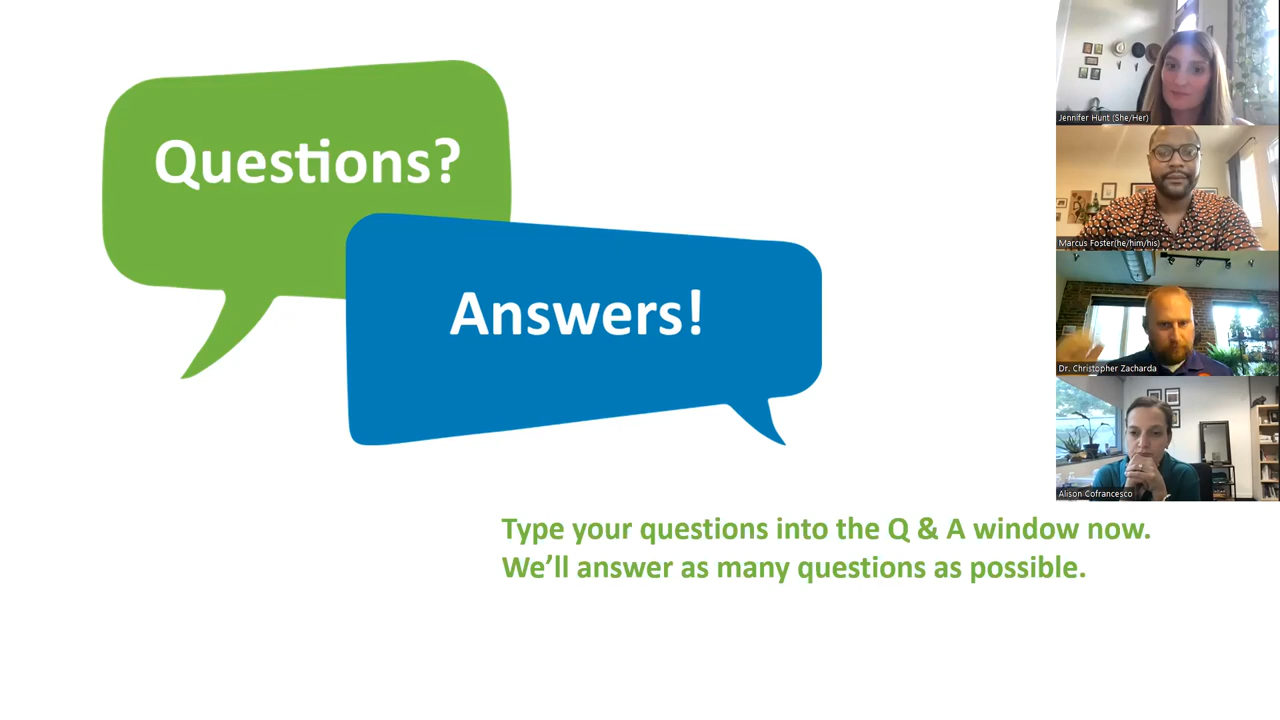 Questions?
Answers!
Type your questions into the Q & A window now.
We’ll answer as many questions as possible.
Jennifer Hunt (She/Her)
Marcus Foster(he/him/his)
Dr. Christopher Zacharda
Alison Cofrancesco